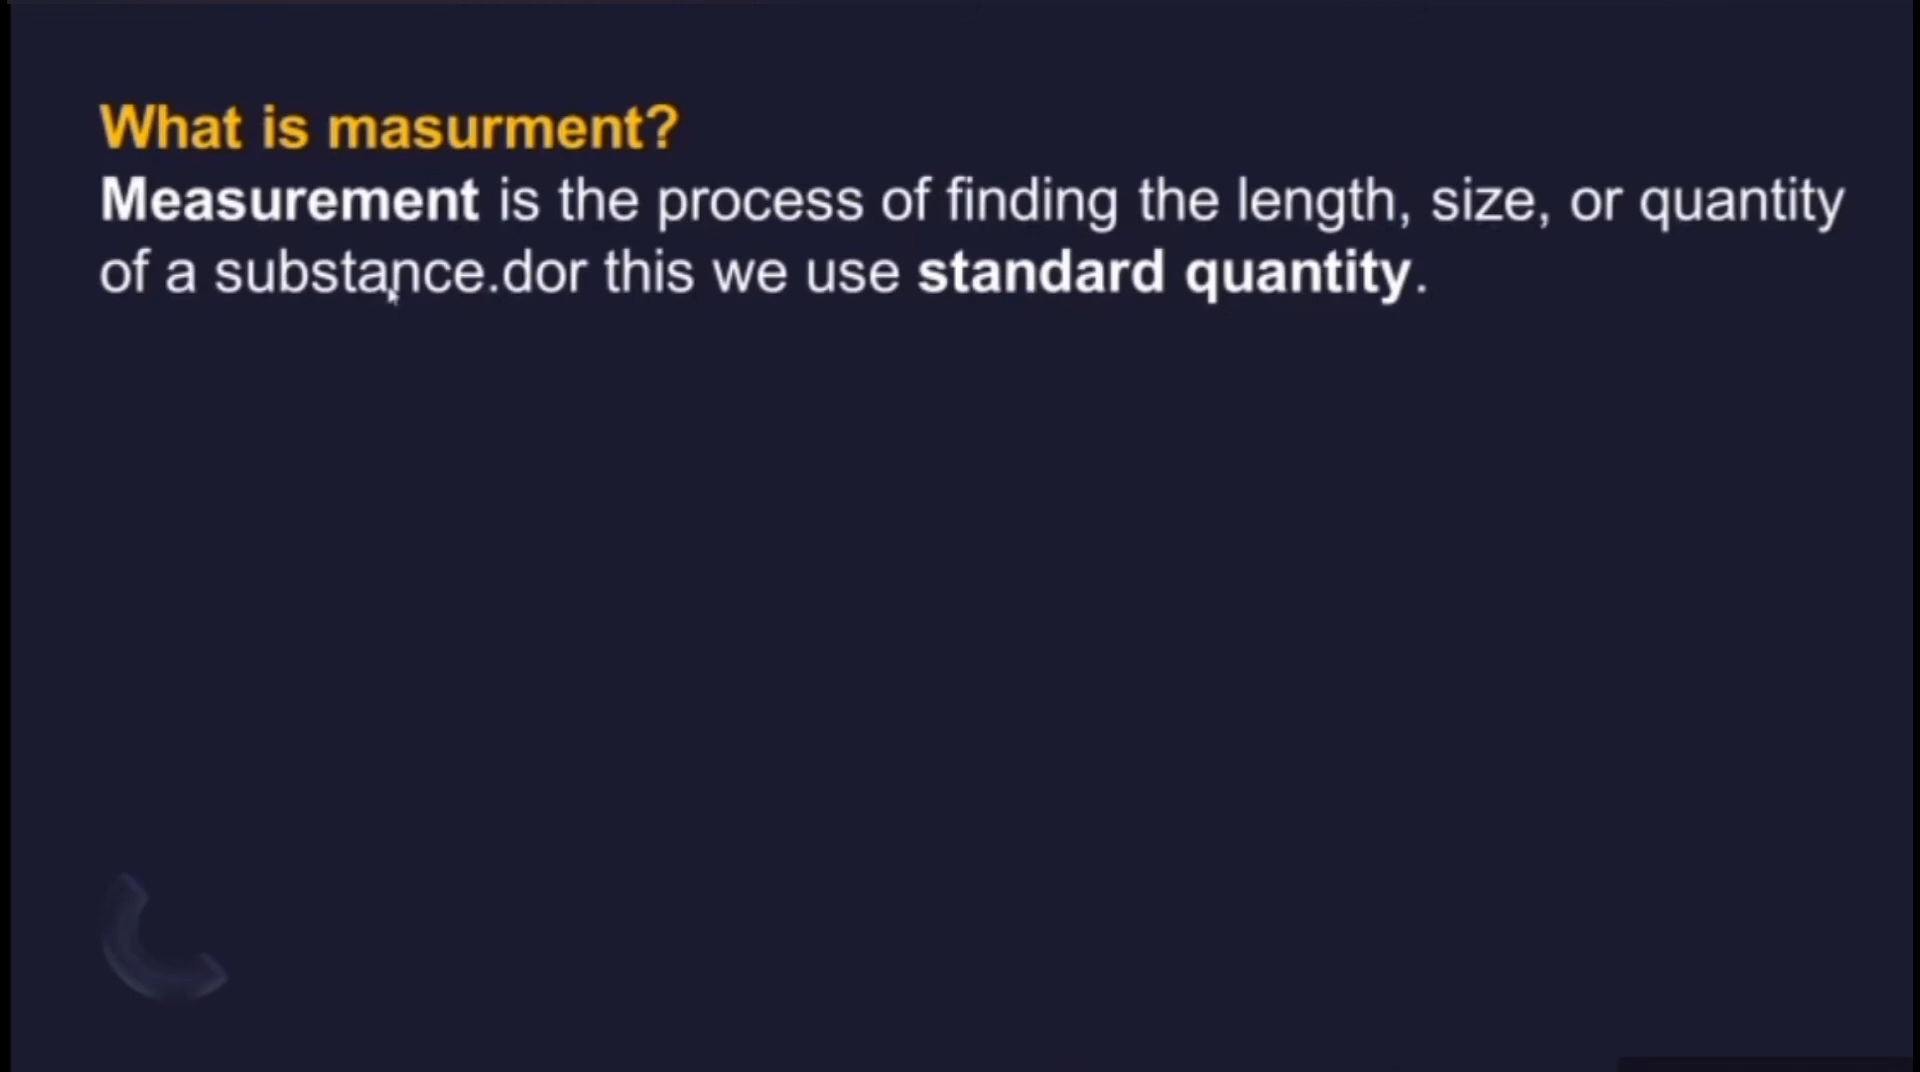 What is masurment?
Measurement is the process of finding the length, size, or quantity
of a substance.dor this we use standard quantity.